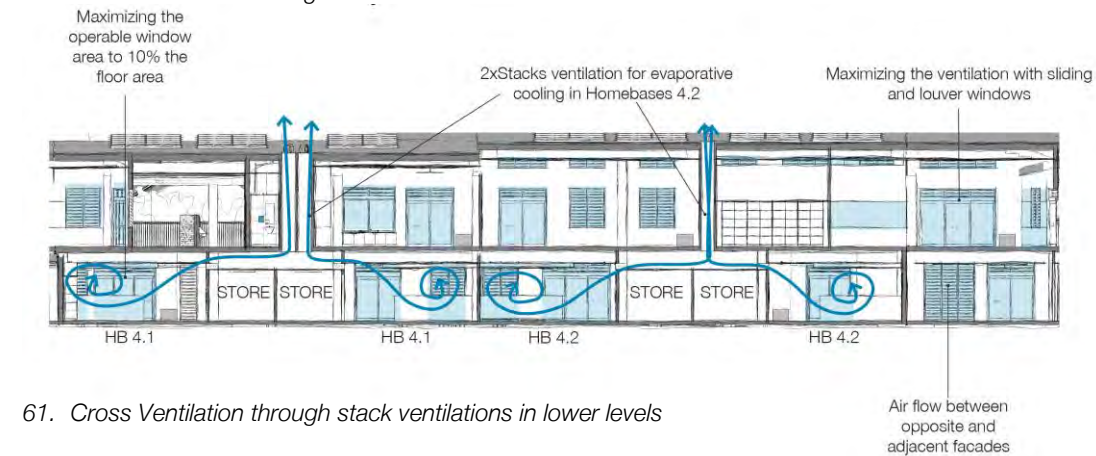 Maximizing the
operable window
area to 10% the
floor area
2xStacks ventilation for evaporative
cooling in Homebases 4.2
Maximizing the ventilation with sliding
and louver windows
STORE STORE
STORE STORE
HB 4.1
HB 4.1
HB 4.2
HB 4.2
61. Cross Ventilation through stack ventilations in lower levels
Air flow between
opposite and
adjacent facades